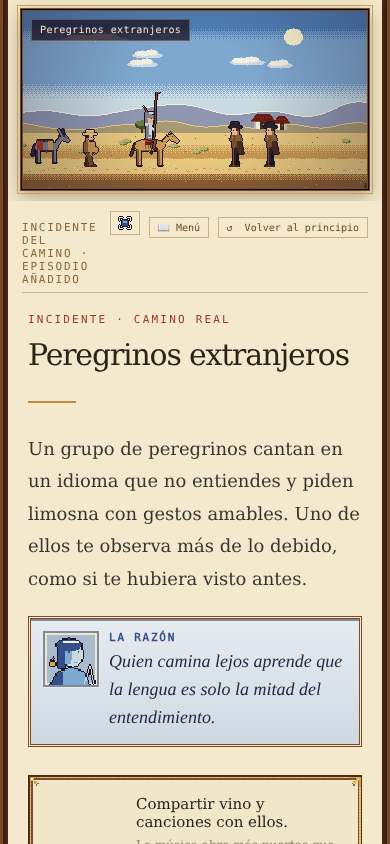 Peregrinos extranjeros
INCIDENTE
DEL
CAMINO ·
EPISODIO
AÑADIDO
Menú
↺ Volver al principio
INCIDENTE · CAMINO REAL
Peregrinos extranjeros
Un grupo de peregrinos cantan en
un idioma que no entiendes y piden
limosna con gestos amables. Uno de
ellos te observa más de lo debido,
como si te hubiera visto antes.
LA RAZÓN
Quien camina lejos aprende que
la lengua es solo la mitad del
entendimiento.
Compartir vino y
canciones con ellos.